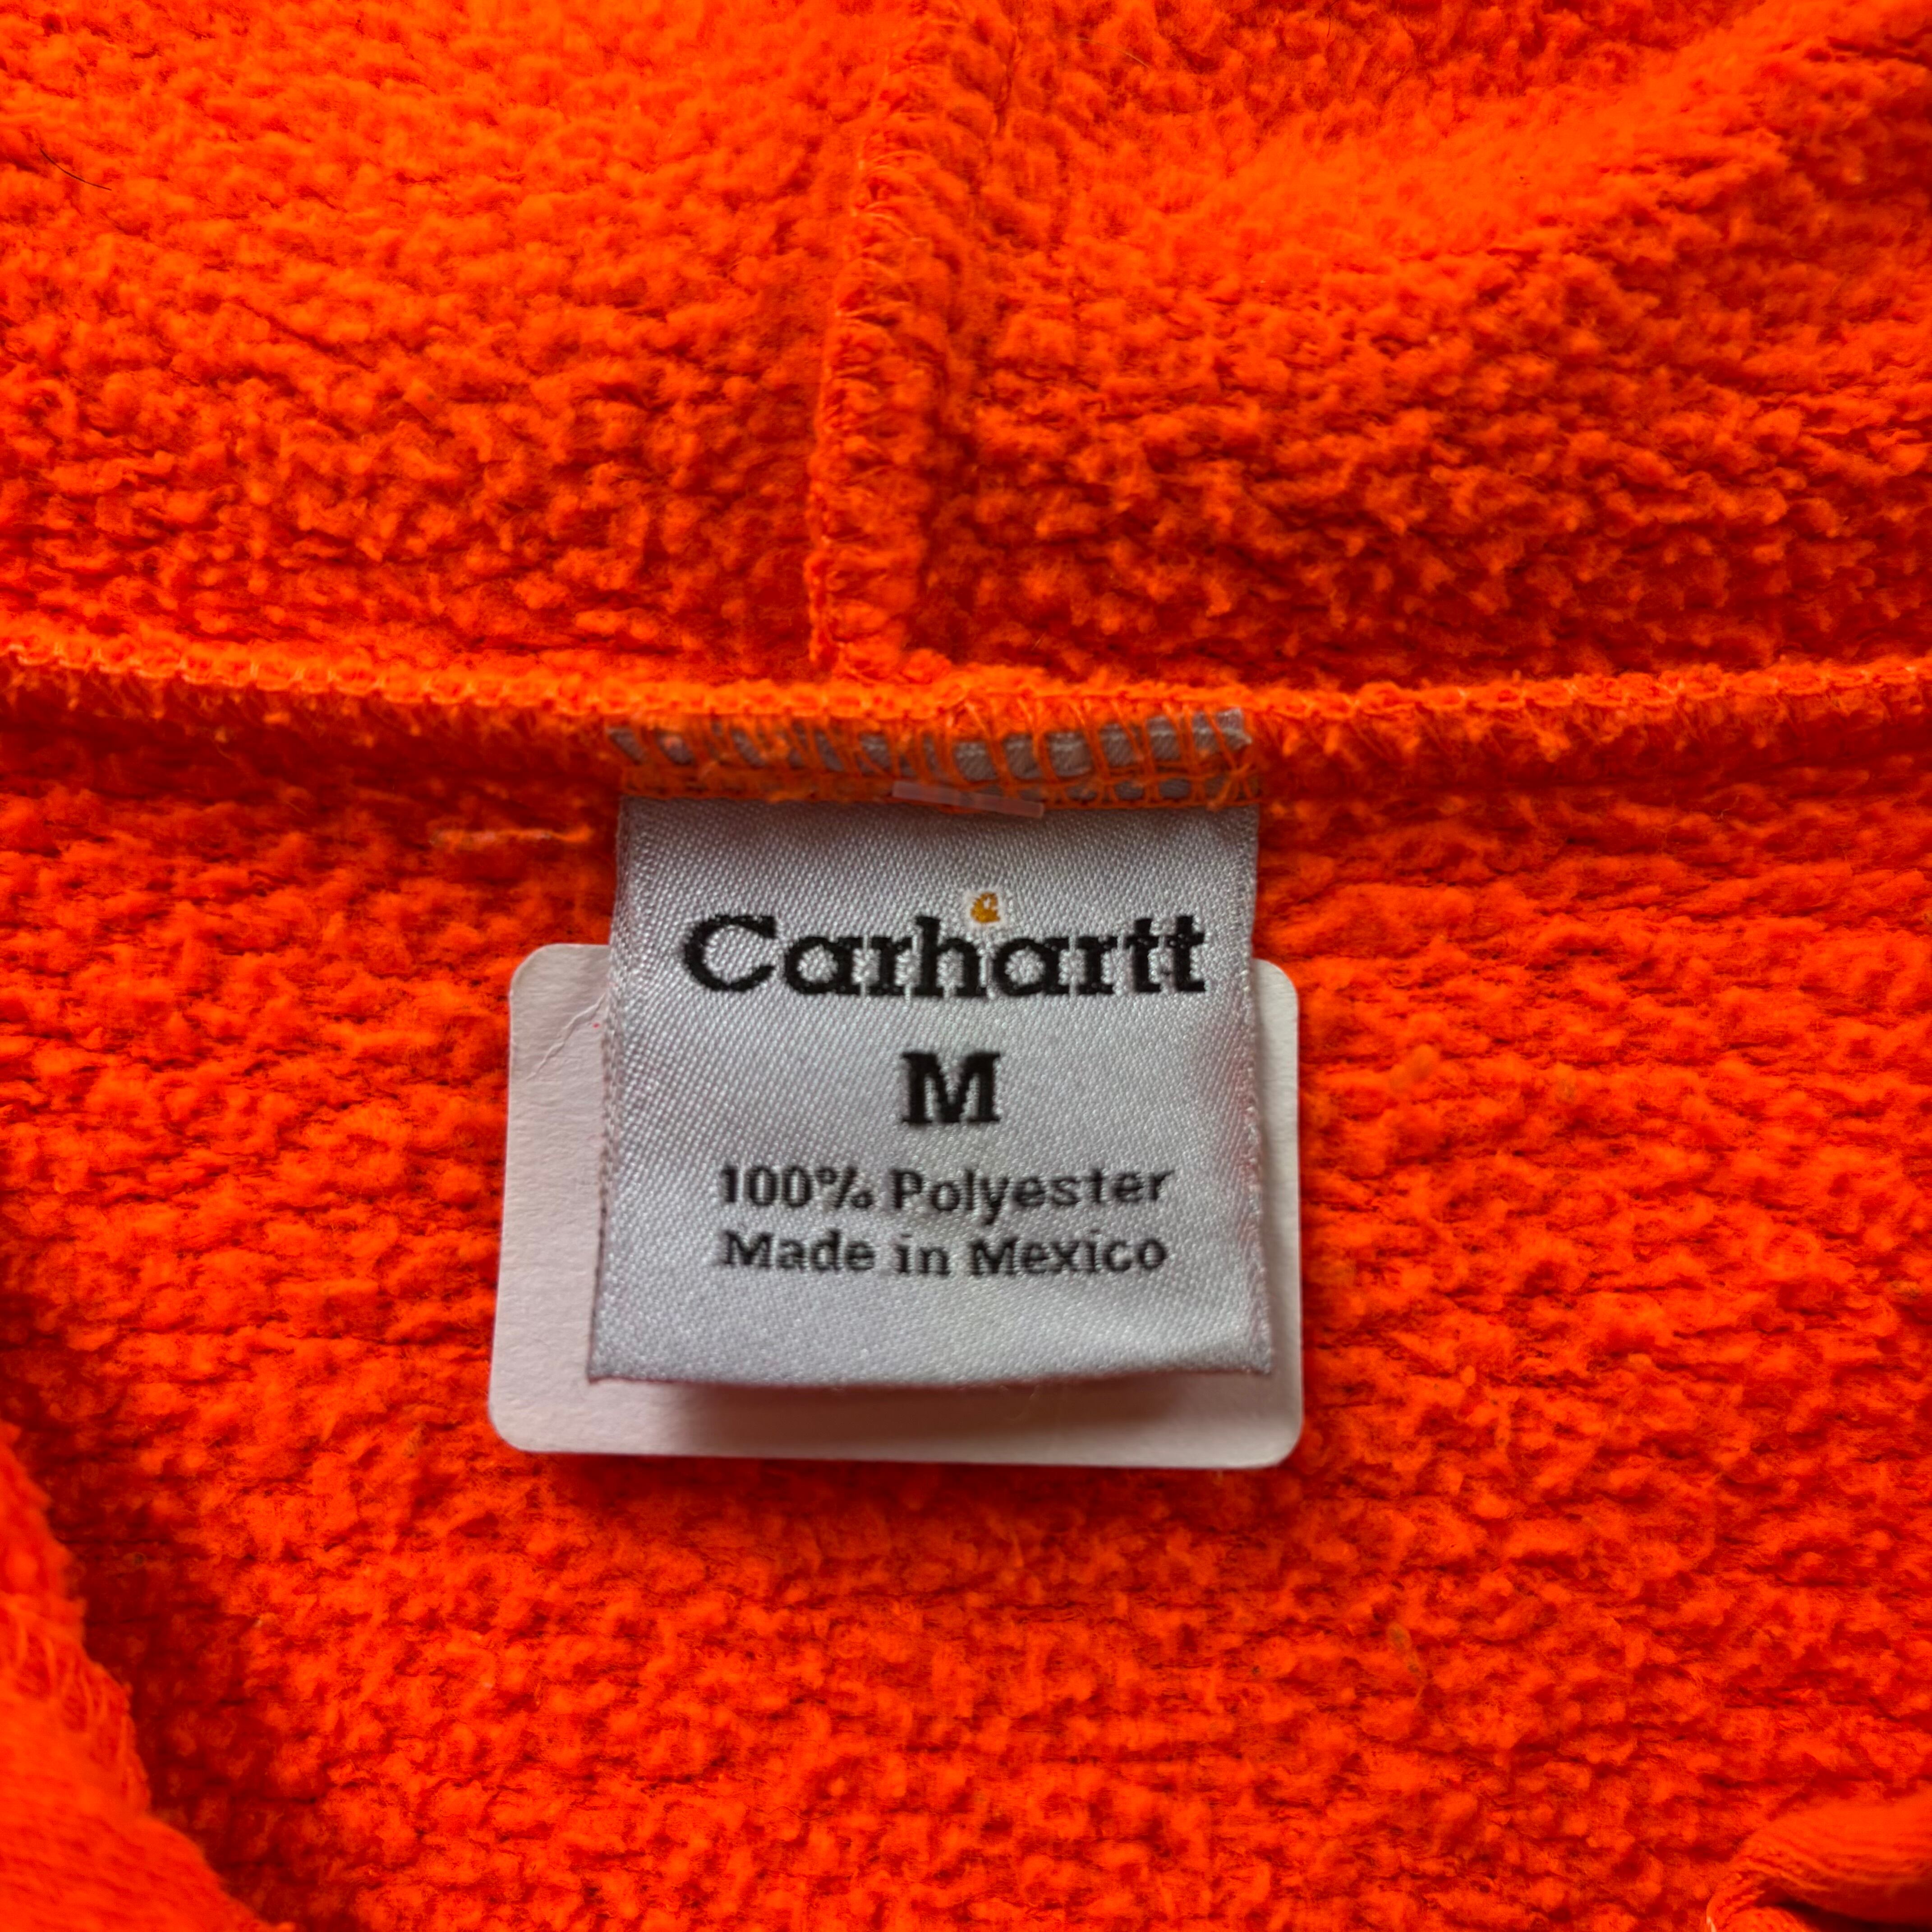 Carhartt
M
100% Polyester
Made in Mexico